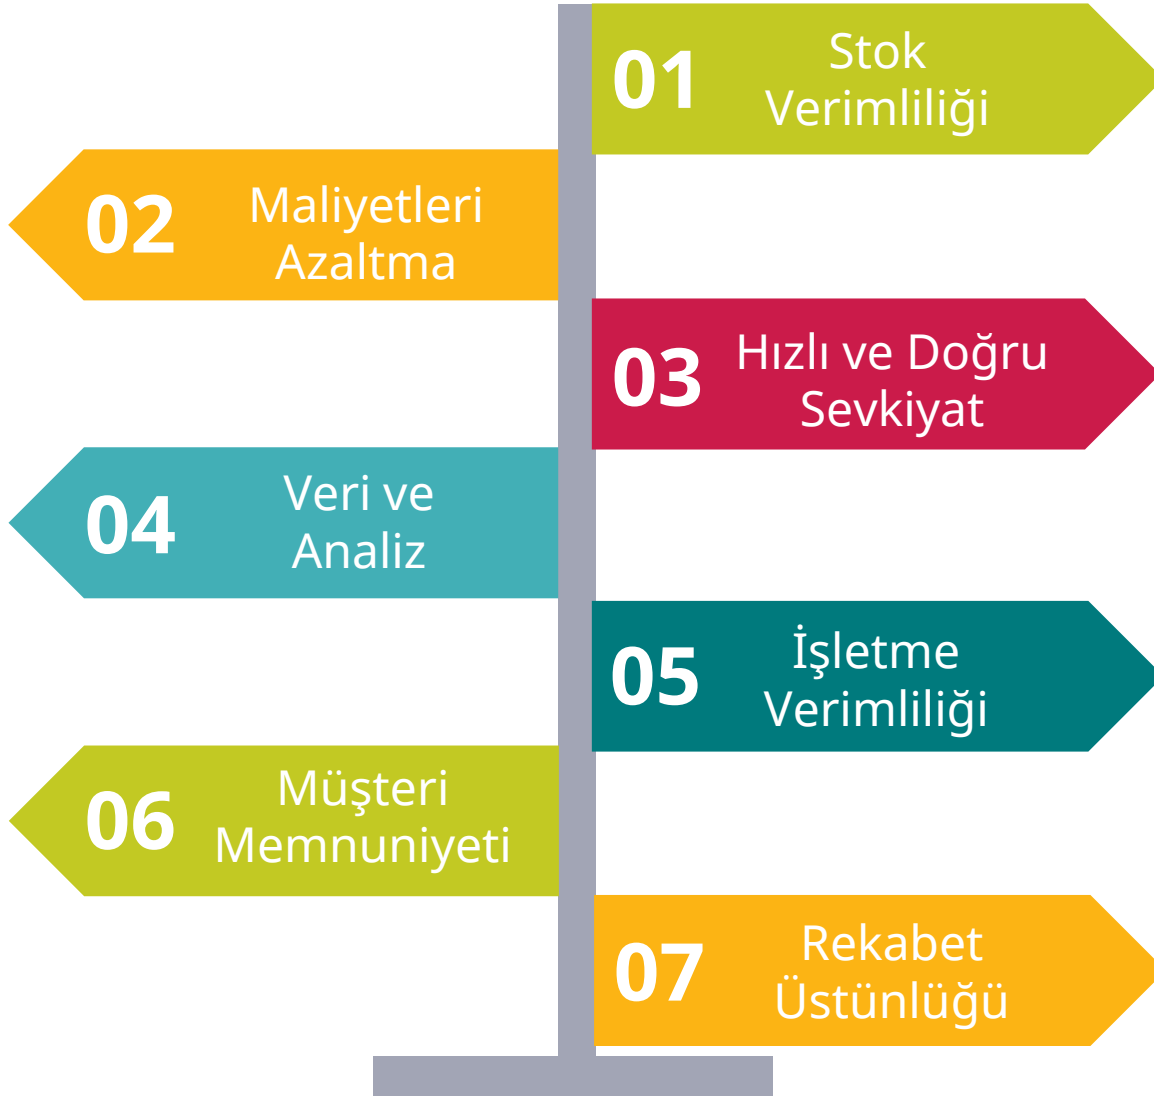 01
Stok
Verimliliği
02
Maliyetleri
Azaltma
03
Hızlı ve Doğru
Sevkiyat
04
Veri ve
Analiz
05
İşletme
Verimliliği
06
Müşteri
Memnuniyeti
07
Rekabet
Üstünlüğü